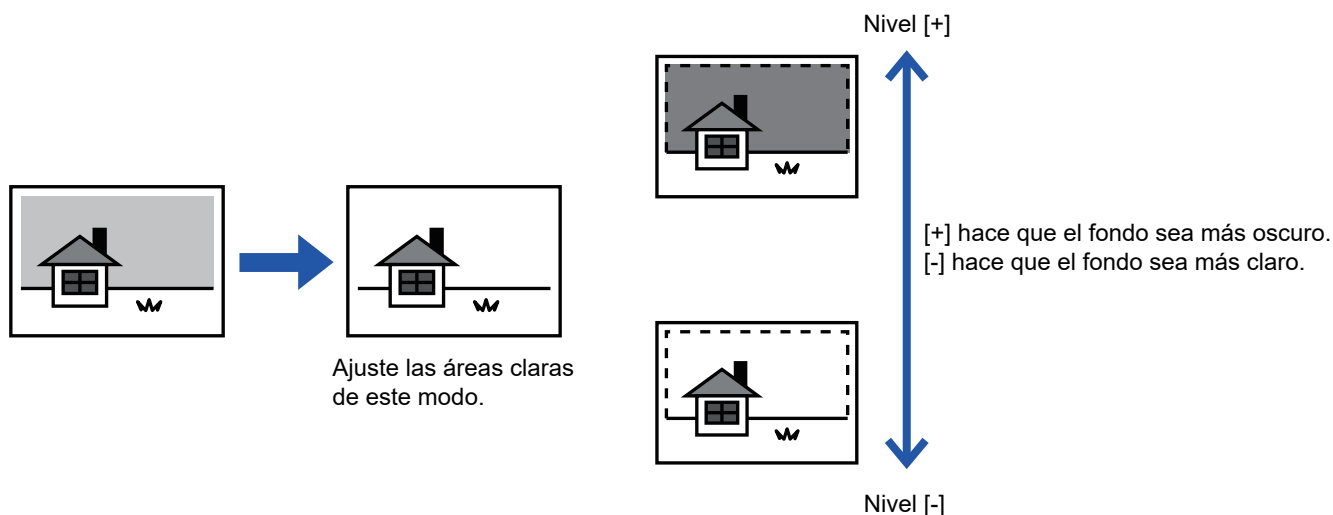 Nivel [+]
[+] hace que el fondo sea más oscuro.
[-] hace que el fondo sea más claro.
Ajuste las áreas claras
de este modo.
Nivel [-]